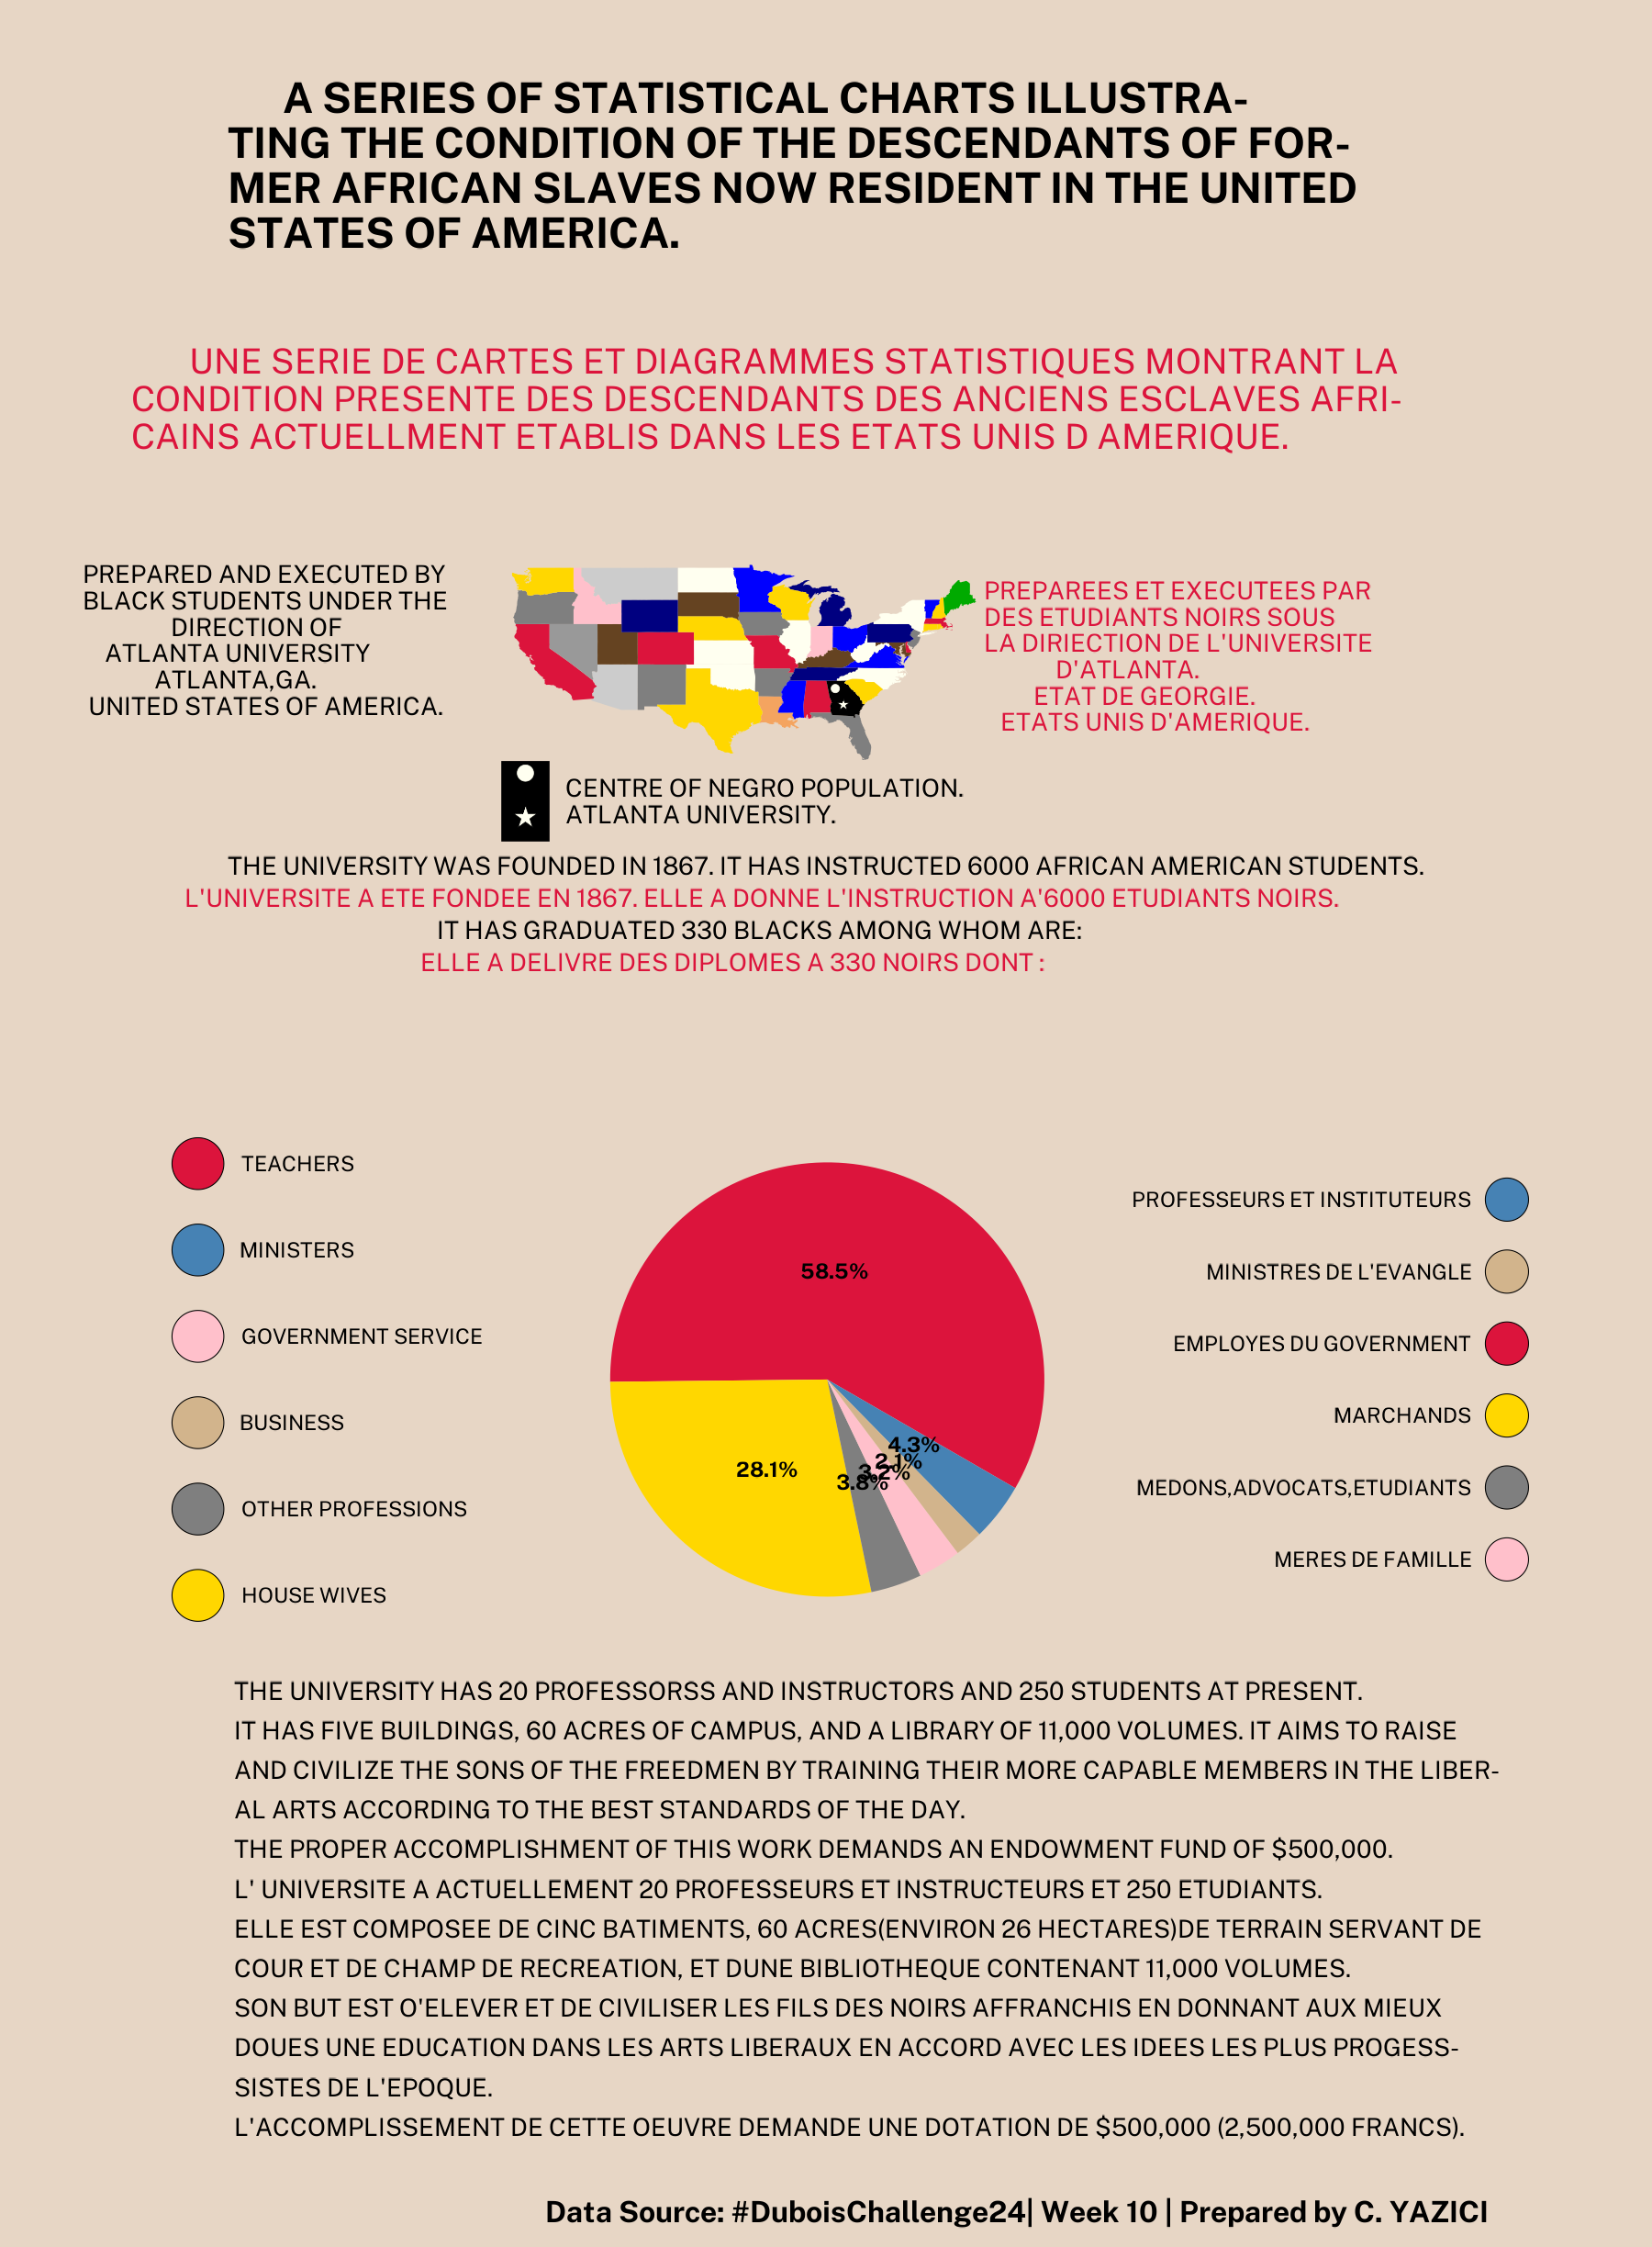 A SERIES OF STATISTICAL CHARTS ILLUSTRA-
TING THE CONDITION OF THE DESCENDANTS OF FOR-
MER AFRICAN SLAVES NOW RESIDENT IN THE UNITED
STATES OF AMERICA.
UNE SERIE DE CARTES ET DIAGRAMMES STATISTIQUES MONTRANT LA
CONDITION PRESENTE DES DESCENDANTS DES ANCIENS ESCLAVES AFRI-
CAINS ACTUELLMENT ETABLIS DANS LES ETATS UNIS D AMERIQUE.
PREPARED AND EXECUTED BY
BLACK STUDENTS UNDER THE
DIRECTION OF
ATLANTA UNIVERSITY
ATLANTA,GA.
UNITED STATES OF AMERICA.
PREPAREES ET EXECUTEES PAR
DES ETUDIANTS NOIRS SOUS
LA DIRIECTION DE L'UNIVERSITE
D'ATLANTA.
ETAT DE GEORGIE.
ETATS UNIS D'AMERIQUE.
CENTRE OF NEGRO POPULATION.
ATLANTA UNIVERSITY.
THE UNIVERSITY WAS FOUNDED IN 1867. IT HAS INSTRUCTED 6000 AFRICAN AMERICAN STUDENTS.
L'UNIVERSITE A ETE FONDEE EN 1867. ELLE A DONNE L'INSTRUCTION A'6000 ETUDIANTS NOIRS.
IT HAS GRADUATED 330 BLACKS AMONG WHOM ARE:
ELLE A DELIVRE DES DIPLOMES A 330 NOIRS DONT :
TEACHERS
MINISTERS
GOVERNMENT SERVICE
BUSINESS
OTHER PROFESSIONS
HOUSE WIVES
58.5%
4.3%
2.1%
3.2%
3.8%
28.1%
PROFESSEURS ET INSTITUTEURS
MINISTRES DE L'EVANGLE
EMPLOYES DU GOVERNMENT
MARCHANDS
MEDONS,ADVOCATS,ETUDIANTS
MERES DE FAMILLE
THE UNIVERSITY HAS 20 PROFESSORSS AND INSTRUCTORS AND 250 STUDENTS AT PRESENT.
IT HAS FIVE BUILDINGS, 60 ACRES OF CAMPUS, AND A LIBRARY OF 11,000 VOLUMES. IT AIMS TO RAISE
AND CIVILIZE THE SONS OF THE FREEDMEN BY TRAINING THEIR MORE CAPABLE MEMBERS IN THE LIBER-
AL ARTS ACCORDING TO THE BEST STANDARDS OF THE DAY.
THE PROPER ACCOMPLISHMENT OF THIS WORK DEMANDS AN ENDOWMENT FUND OF $500,000.
L' UNIVERSITE A ACTUELLEMENT 20 PROFESSEURS ET INSTRUCTEURS ET 250 ETUDIANTS.
ELLE EST COMPOSEE DE CINC BATIMENTS, 60 ACRES(ENVIRON 26 HECTARES)DE TERRAIN SERVANT DE
COUR ET DE CHAMP DE RECREATION, ET DUNE BIBLIOTHEQUE CONTENANT 11,000 VOLUMES.
SON BUT EST O'ELEVER ET DE CIVILISER LES FILS DES NOIRS AFFRANCHIS EN DONNANT AUX MIEUX
DOUES UNE EDUCATION DANS LES ARTS LIBERAUX EN ACCORD AVEC LES IDEES LES PLUS PROGESS-
SISTES DE L'EPOQUE.
L'ACCOMPLISSEMENT DE CETTE OEUVRE DEMANDE UNE DOTATION DE $500,000 (2,500,000 FRANCS).
Data Source: #DuboisChallenge24| Week 10 | Prepared by C. YAZICI